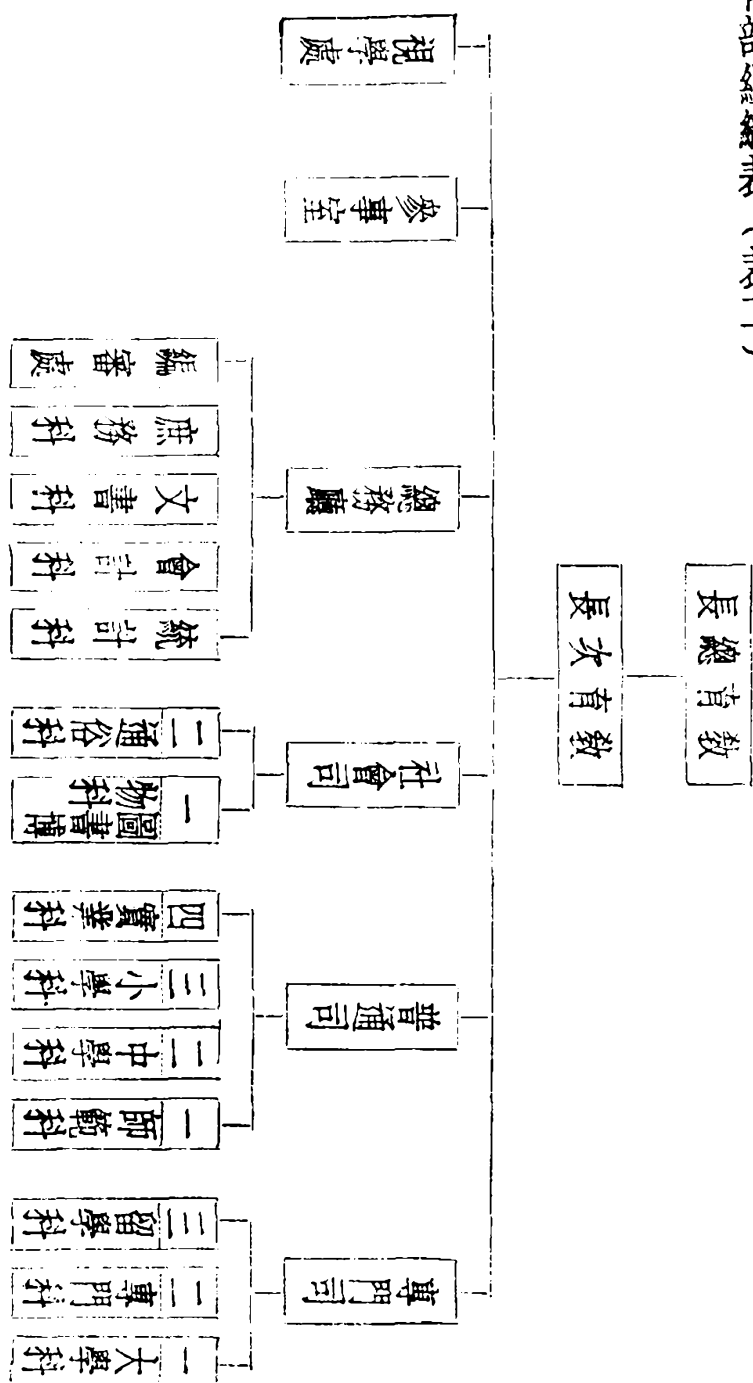 教育總長
教育次長
專門司
普通司
社會司
總務廳
參事室
視學處
一 大學科
二 專門科
三 留學科
一 師範科
二 中學科
三 小學科
四 實業科
一 圖書博
物科
二 通俗科
統計科
會計科
文書科
庶務科
編審處